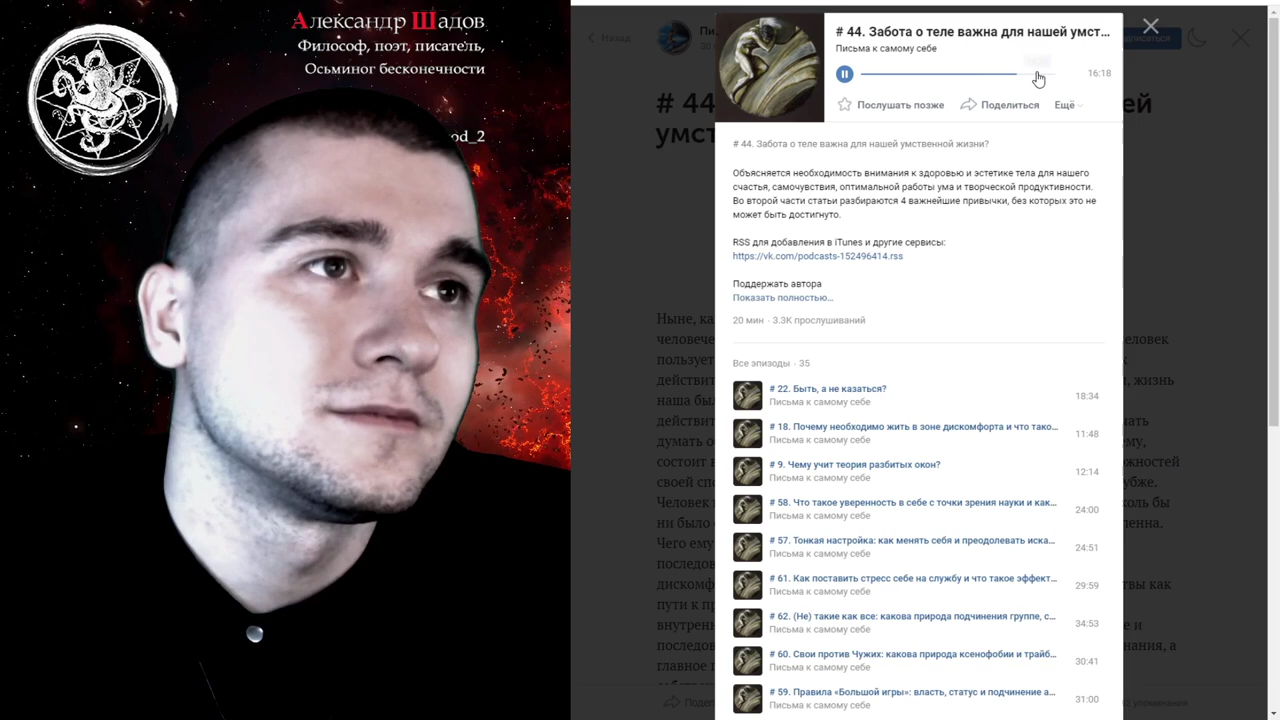 Александр Шадов
Философ, поэт, писатель,
Осьминог бесконечности
od_2
Назад
# 44. Забота о теле важна для нашей умст...
Письма к самому себе
16:18
Послушать позже
Поделиться
Ещё
# 44. Забота о теле важна для нашей умственной жизни?
Объясняется необходимость внимания к здоровью и эстетике тела для нашего
счастья, самочувствия, оптимальной работы ума и творческой продуктивности.
Во второй части статьи разбираются 4 важнейшие привычки, без которых это не
может быть достигнуто.
RSS для добавления в iTunes и другие сервисы:
https://vk.com/podcasts-152496414.rss
Поддержать автора
Показать полностью...
20 мин · 3.3K прослушиваний
Все эпизоды · 35
# 22. Быть, а не казаться?
Письма к самому себе
18:34
# 18. Почему необходимо жить в зоне дискомфорта и что тако...
Письма к самому себе
11:48
# 9. Чему учит теория разбитых окон?
Письма к самому себе
12:14
# 58. Что такое уверенность в себе с точки зрения науки и как...
Письма к самому себе
24:00
# 57. Тонкая настройка: как менять себя и преодолевать иска...
Письма к самому себе
24:51
# 61. Как поставить стресс себе на службу и что такое эффект...
Письма к самому себе
29:59
# 62. (Не) такие как все: какова природа подчинения группе, с...
Письма к самому себе
34:53
# 60. Свои против Чужих: какова природа ксенофобии и трайб...
Письма к самому себе
30:41
# 59. Правила «Большой игры»: власть, статус и подчинение а...
Письма к самому себе
31:00